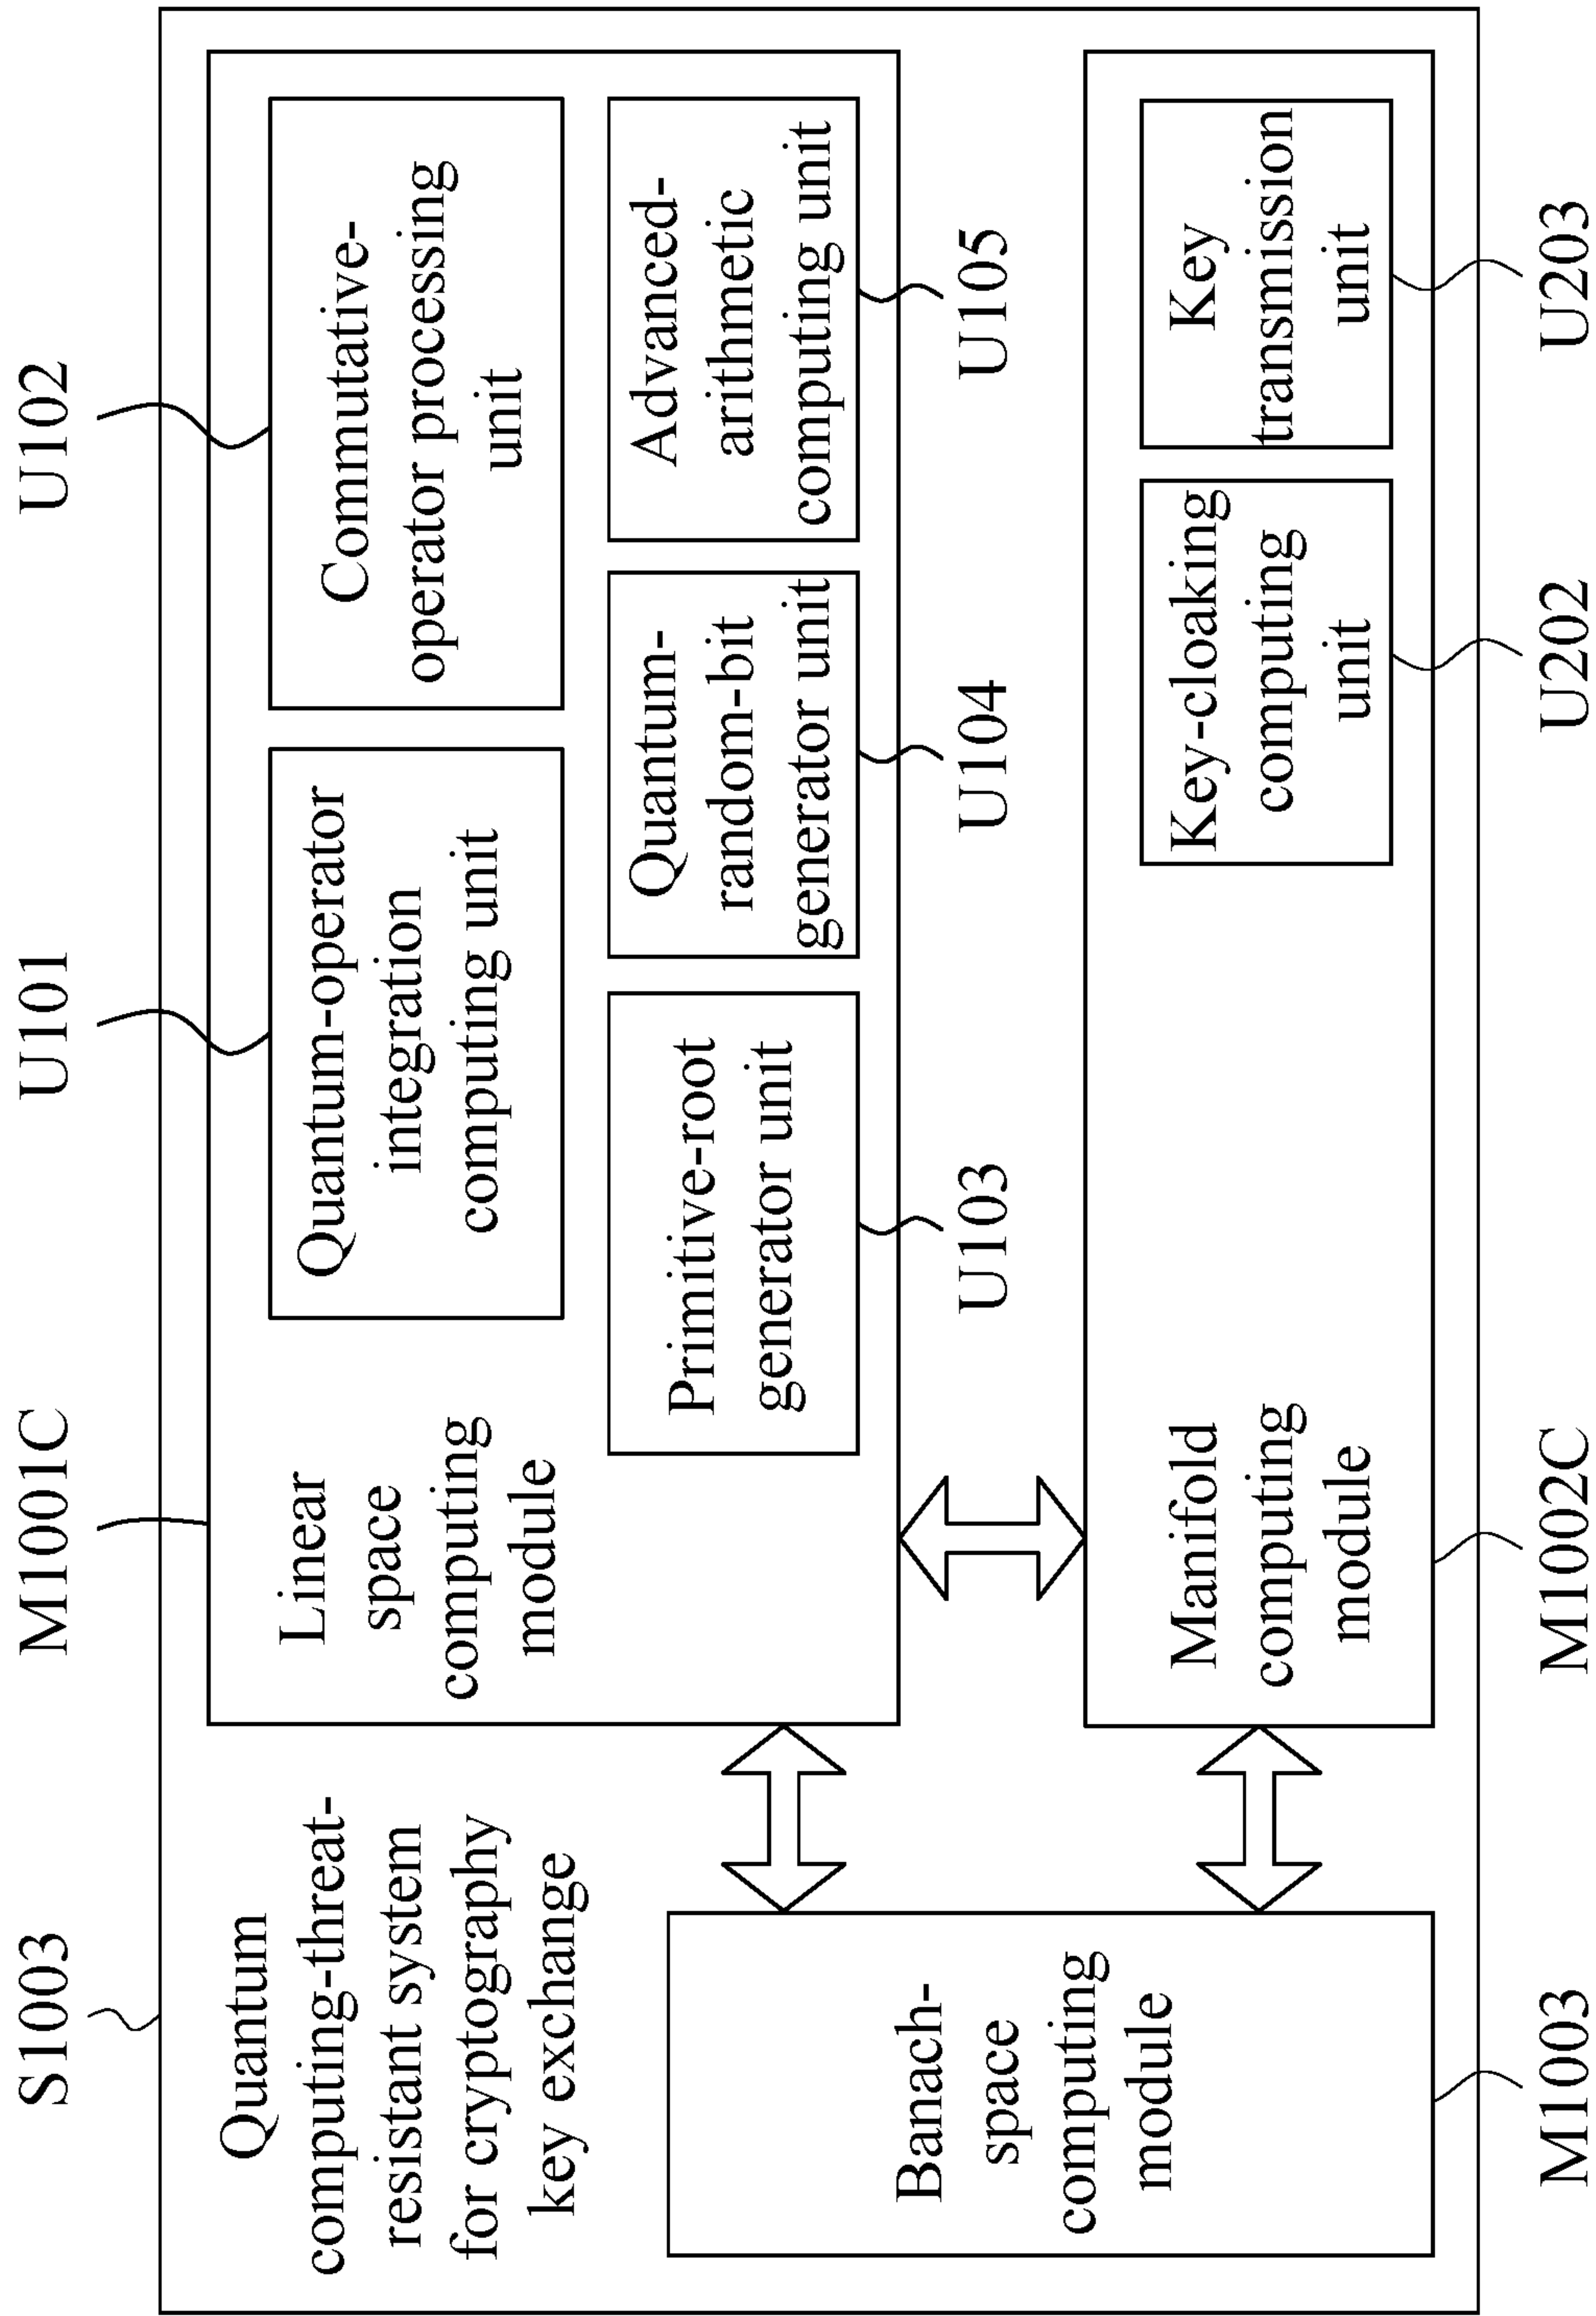 S1003
M1001C
U101
U102
Quantum
computing-threat-
resistant system
for cryptography
key exchange
Linear
space
computing
module
Quantum-operator
integration
computing unit
Commutative-
operator processing
unit
Primitive-root
generator unit
Quantum-
random-bit
generator unit
Advanced-
arithmetic
computing unit
U103
U104
U105
Banach-
space
computing
module
Manifold
computing
module
Key-cloaking
computing
unit
Key
transmission
unit
M1003
M1002C
U202
U203